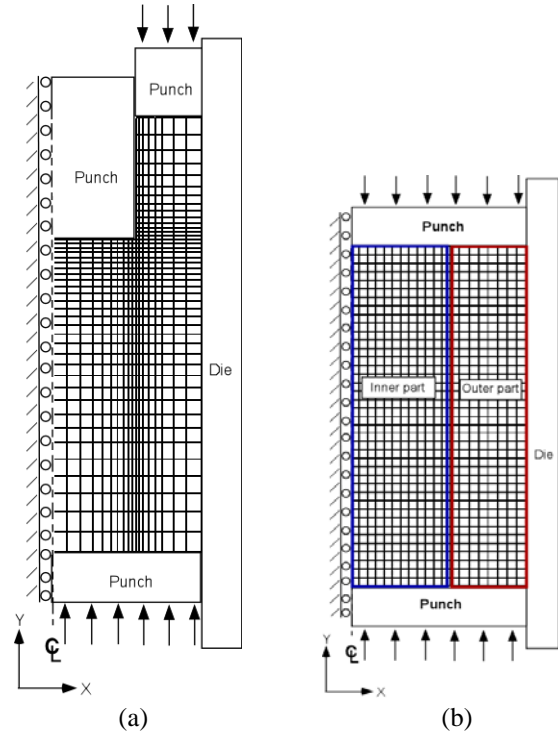 Punch
Punch
Die
Punch
Y
℄
X
(a)
Punch
Inner part
Outer part
Die
Punch
Y
℄
X
(b)